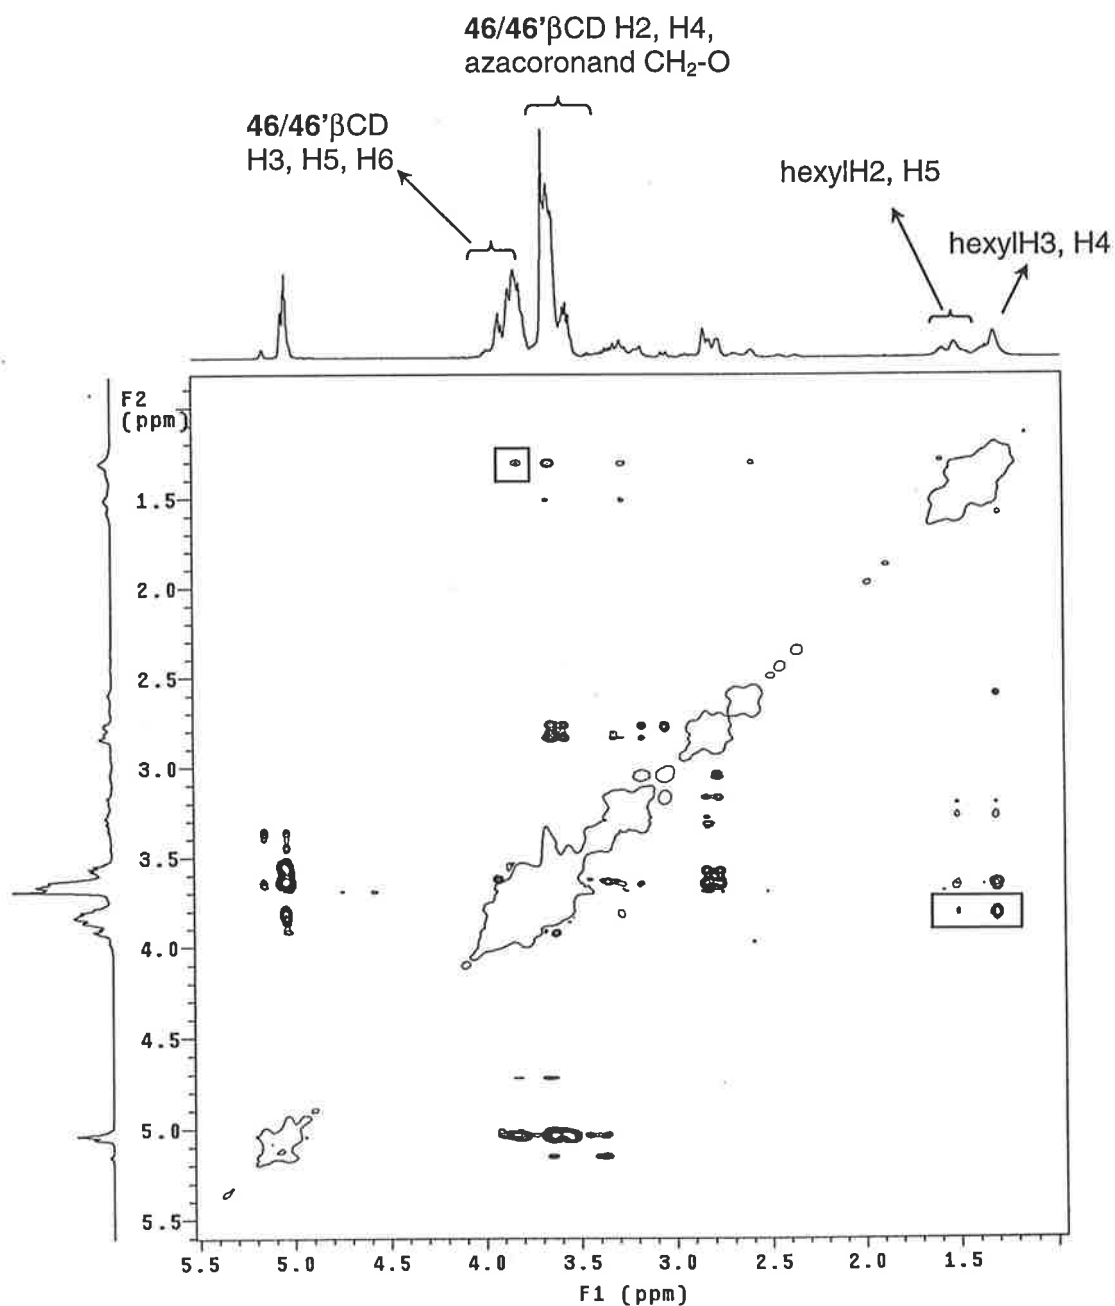 46/46'βCD H2, H4,
azacoronand CH₂-O
46/46'βCD
H3, H5, H6
hexylH2, H5
hexylH3, H4
F2
(ppm)
1.5
2.0
2.5
3.0
3.5
4.0
4.5
5.0
5.5
5.5 5.0 4.5 4.0 3.5 3.0 2.5 2.0 1.5
F1 (ppm)